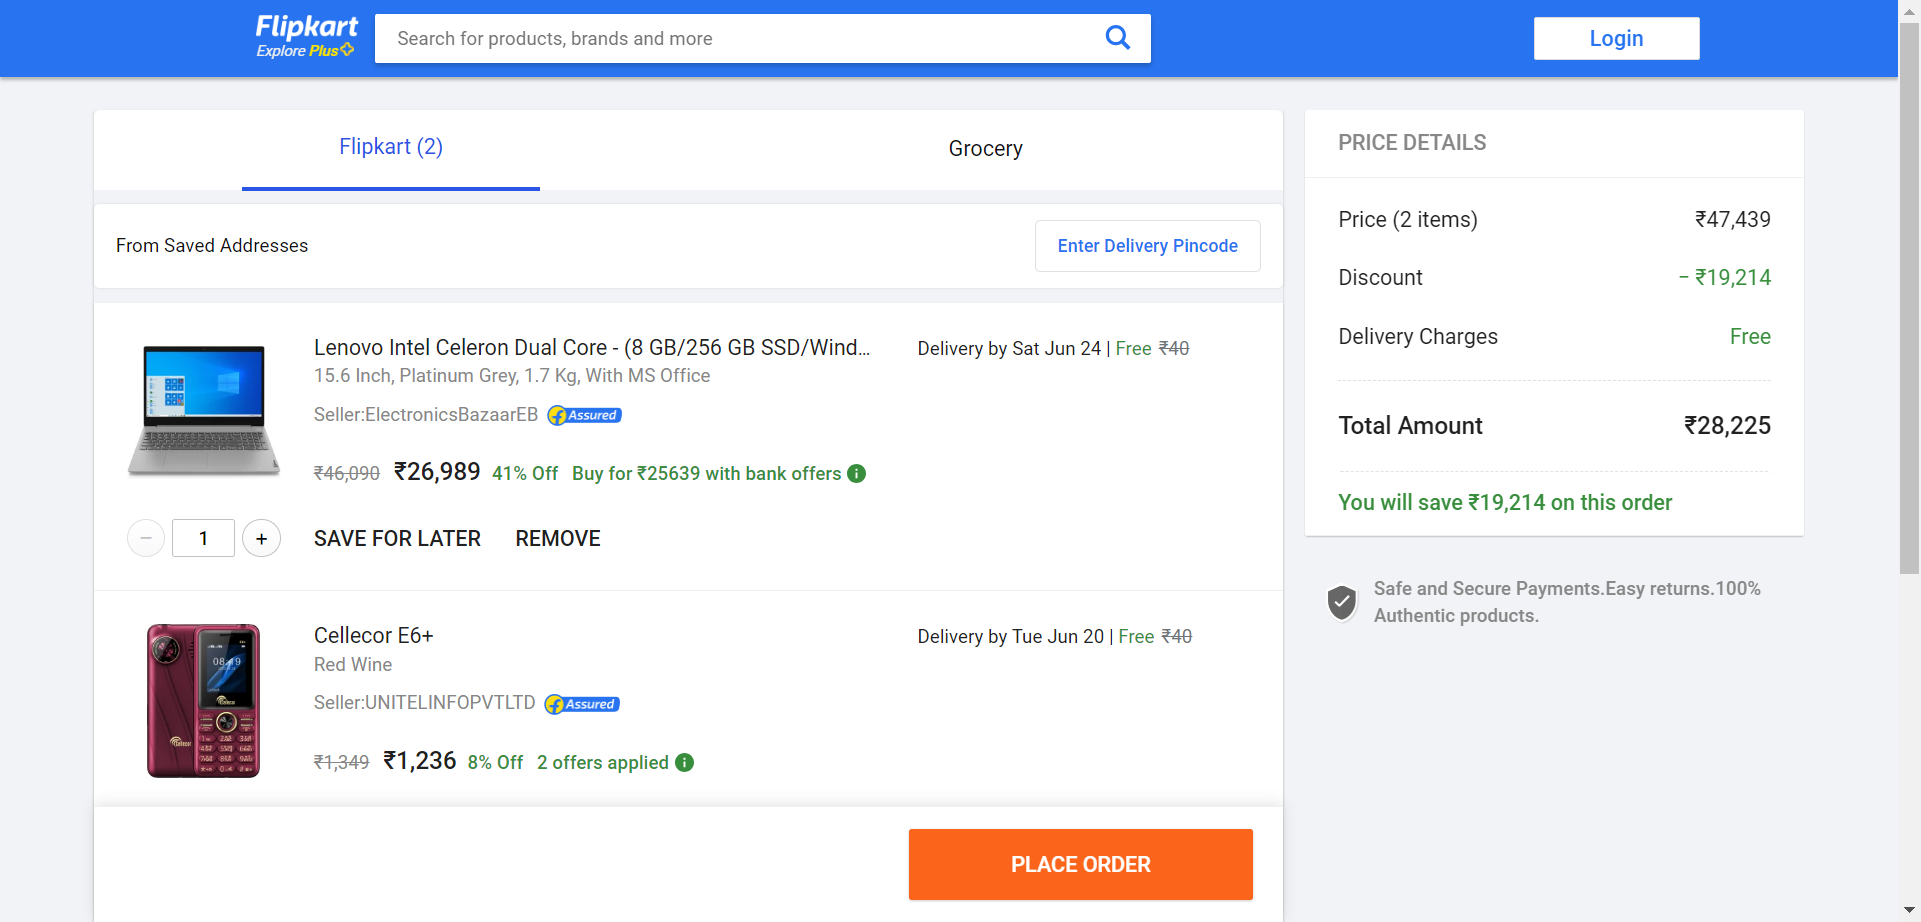 Flipkart
Explore Plus
Search for products, brands and more
Login
Flipkart (2)
Grocery
From Saved Addresses
Enter Delivery Pincode
Lenovo Intel Celeron Dual Core - (8 GB/256 GB SSD/Wind...
15.6 Inch, Platinum Grey, 1.7 Kg, With MS Office
Seller:ElectronicsBazaarEB f Assured
₹46,090 ₹26,989 41% Off Buy for ₹25639 with bank offers i
Delivery by Sat Jun 24 | Free ₹40
− 1 + SAVE FOR LATER REMOVE
Cellecor E6+
Red Wine
Seller:UNITELINFOPVTLTD f Assured
₹1,349 ₹1,236 8% Off 2 offers applied i
Delivery by Tue Jun 20 | Free ₹40
PLACE ORDER
PRICE DETAILS
Price (2 items) ₹47,439
Discount − ₹19,214
Delivery Charges Free
Total Amount ₹28,225
You will save ₹19,214 on this order
Safe and Secure Payments.Easy returns.100%
Authentic products.